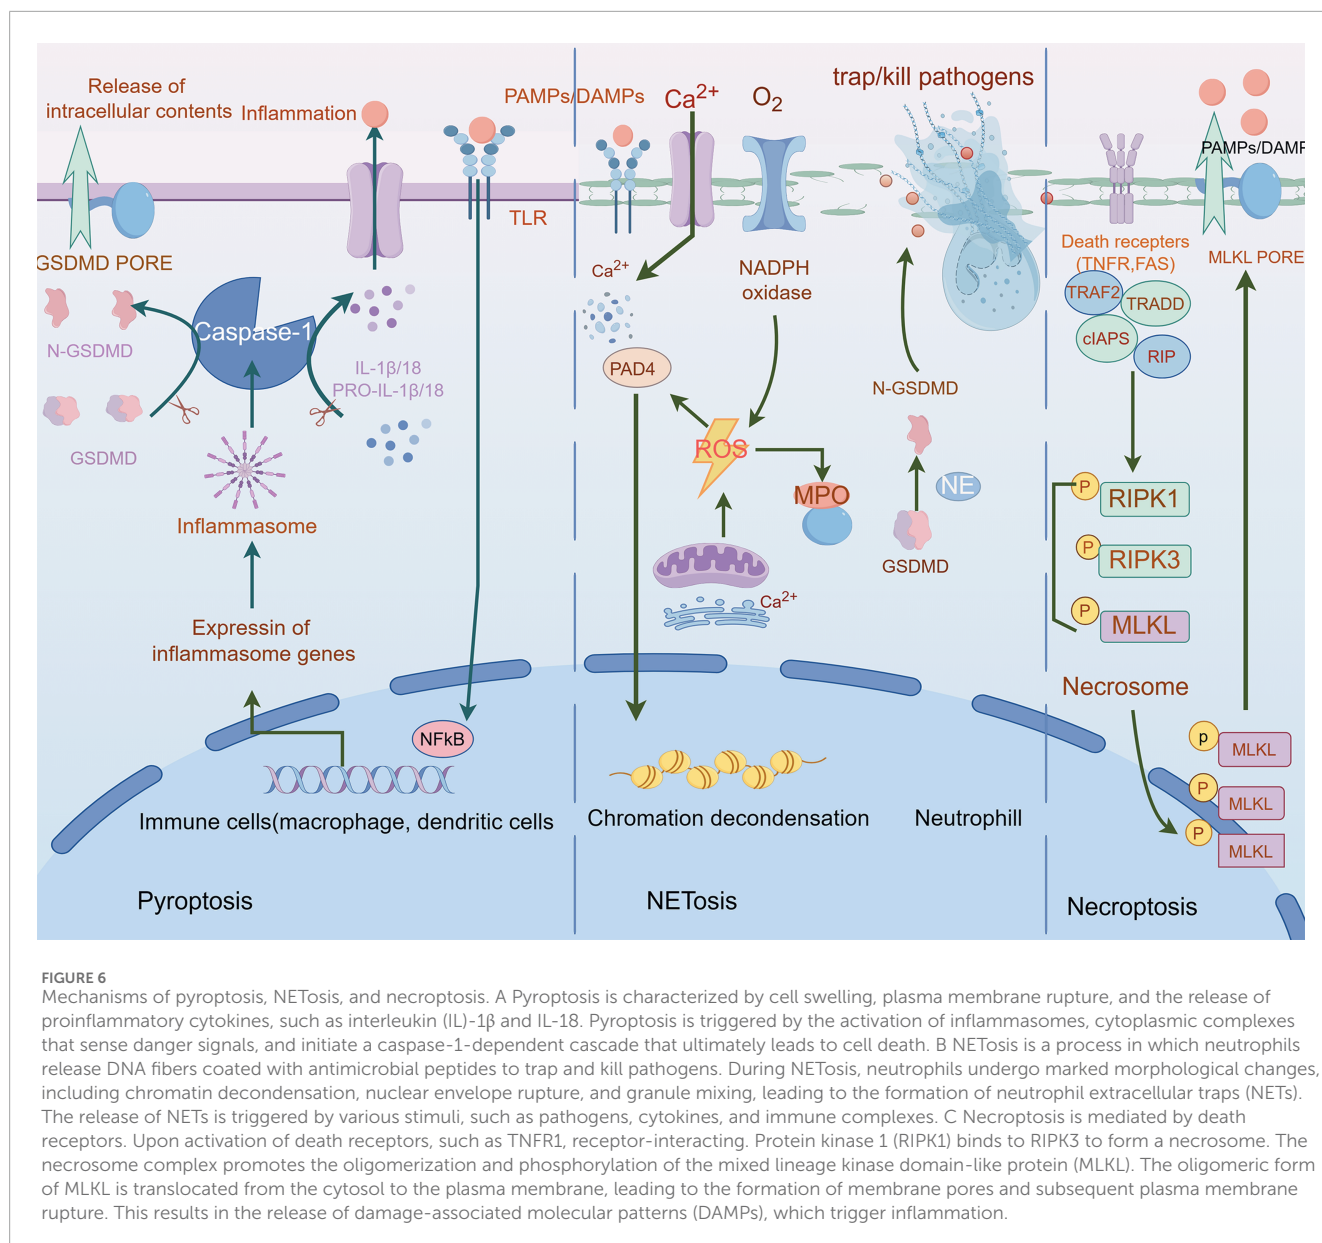 Release of
intracellular contents
Inflammation
GSDMD PORE
N-GSDMD
GSDMD
Caspase-1
IL-1β/18
PRO-IL-1β/18
Inflammasome
Expressin of
inflammasome genes
TLR
NFkB
Immune cells(macrophage, dendritic cells
Pyroptosis
PAMPs/DAMPs
Ca2+
O2
trap/kill pathogens
Ca2+
NADPH
oxidase
PAD4
ROS
MPO
Ca2+
N-GSDMD
NE
GSDMD
Chromation decondensation
Neutrophill
NETosis
PAMPs/DAMF
Death recepters
(TNFR,FAS)
MLKL PORE
TRAF2
TRADD
cIAPS
RIP
P
RIPK1
P
RIPK3
P
MLKL
Necrosome
p
MLKL
P
MLKL
P
MLKL
Necroptosis
FIGURE 6
Mechanisms of pyroptosis, NETosis, and necroptosis. A Pyroptosis is characterized by cell swelling, plasma membrane rupture, and the release of
proinflammatory cytokines, such as interleukin (IL)-1β and IL-18. Pyroptosis is triggered by the activation of inflammasomes, cytoplasmic complexes
that sense danger signals, and initiate a caspase-1-dependent cascade that ultimately leads to cell death. B NETosis is a process in which neutrophils
release DNA fibers coated with antimicrobial peptides to trap and kill pathogens. During NETosis, neutrophils undergo marked morphological changes,
including chromatin decondensation, nuclear envelope rupture, and granule mixing, leading to the formation of neutrophil extracellular traps (NETs).
The release of NETs is triggered by various stimuli, such as pathogens, cytokines, and immune complexes. C Necroptosis is mediated by death
receptors. Upon activation of death receptors, such as TNFR1, receptor-interacting. Protein kinase 1 (RIPK1) binds to RIPK3 to form a necrosome. The
necrosome complex promotes the oligomerization and phosphorylation of the mixed lineage kinase domain-like protein (MLKL). The oligomeric form
of MLKL is translocated from the cytosol to the plasma membrane, leading to the formation of membrane pores and subsequent plasma membrane
rupture. This results in the release of damage-associated molecular patterns (DAMPs), which trigger inflammation.